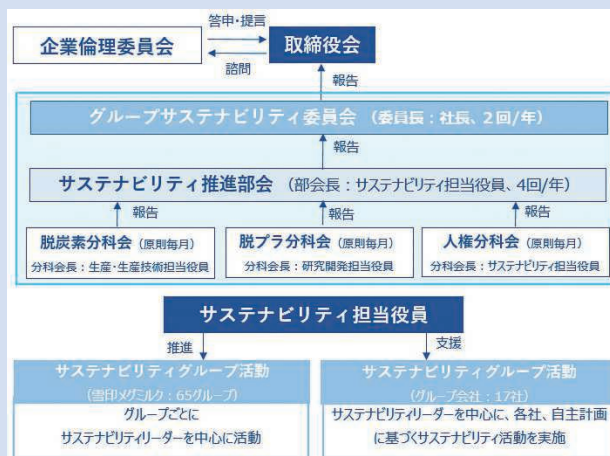 答申・提言
企業倫理委員会
取締役会
諮問
報告
グループサステナビリティ委員会 (委員長:社長、2回/年)
報告
サステナビリティ推進部会 (部会長:サステナビリティ担当役員、4回/年)
報告
報告
報告
脱炭素分科会 (原則毎月)
分科会長:生産・生産技術担当役員
脱プラ分科会 (原則毎月)
分科会長:研究開発担当役員
人権分科会 (原則毎月)
分科会長:サステナビリティ担当役員
サステナビリティ担当役員
推進
支援
サステナビリティグループ活動
(雪印メグミルク:65グループ)
グループごとに
サステナビリティリーダーを中心に活動
サステナビリティグループ活動
(グループ会社:17社)
サステナビリティリーダーを中心に、各社、自主計画
に基づくサステナビリティ活動を実施